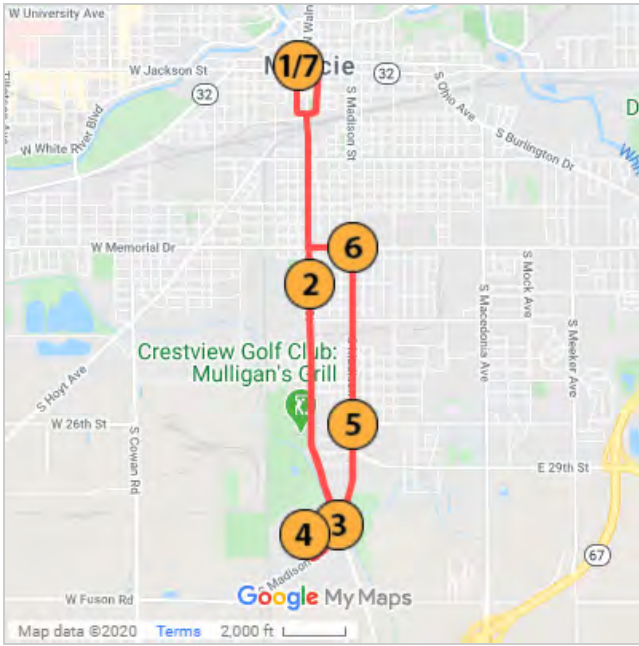 W University Ave
N Walnut
1/7
W Jackson St
32
32
S Ohio Ave
S Burlington Dr
S Madison St
W White River Blvd
W Memorial Dr
6
2
S Macedonia Ave
S Mock Ave
S Meeker Ave
Crestview Golf Club:
Mulligan's Grill
S Hoyt Ave
W 26th St
S Cowan Rd
5
E 29th St
3
4
67
S Madison
W Fuson Rd
Google My Maps
Map data ©2020 Terms 2,000 ft